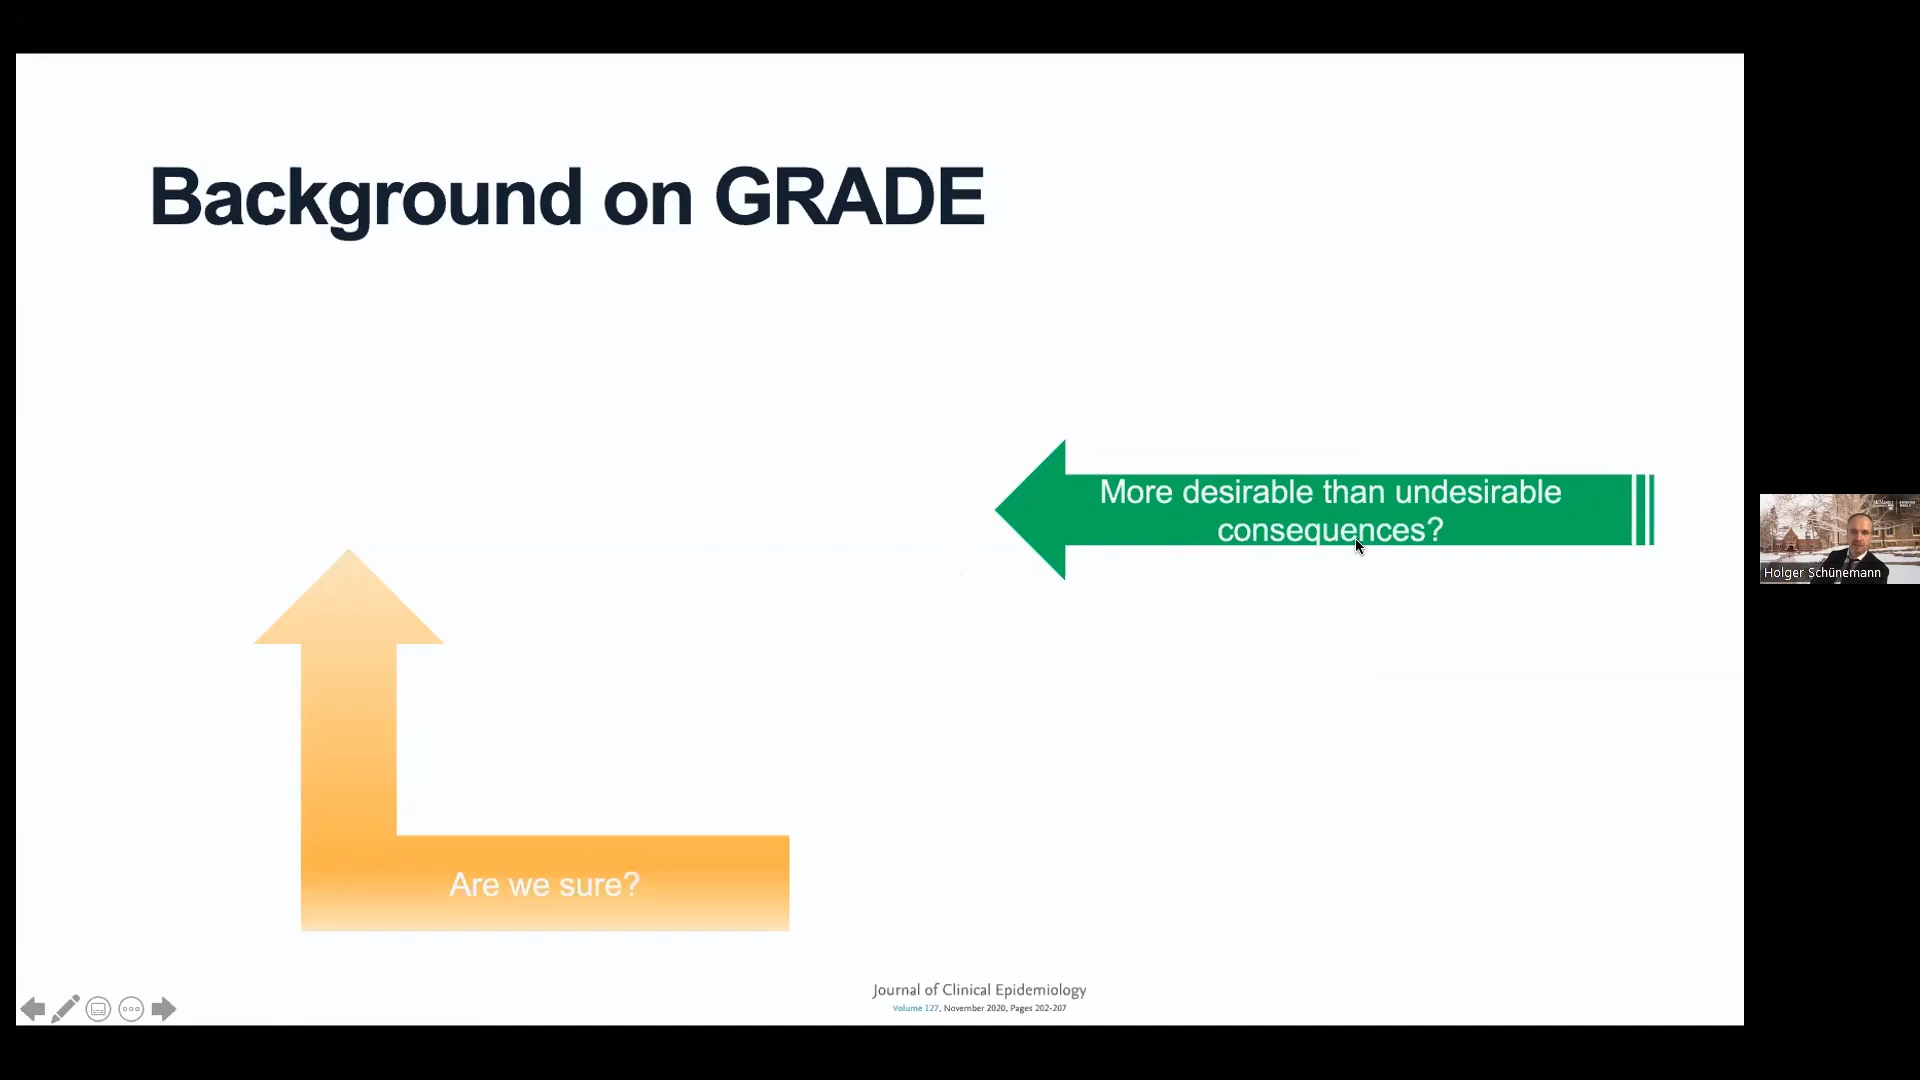 Background on GRADE
More desirable than undesirable
consequences?
Holger Schünemann
Are we sure?
Journal of Clinical Epidemiology
Volume 127, November 2020, Pages 202-207